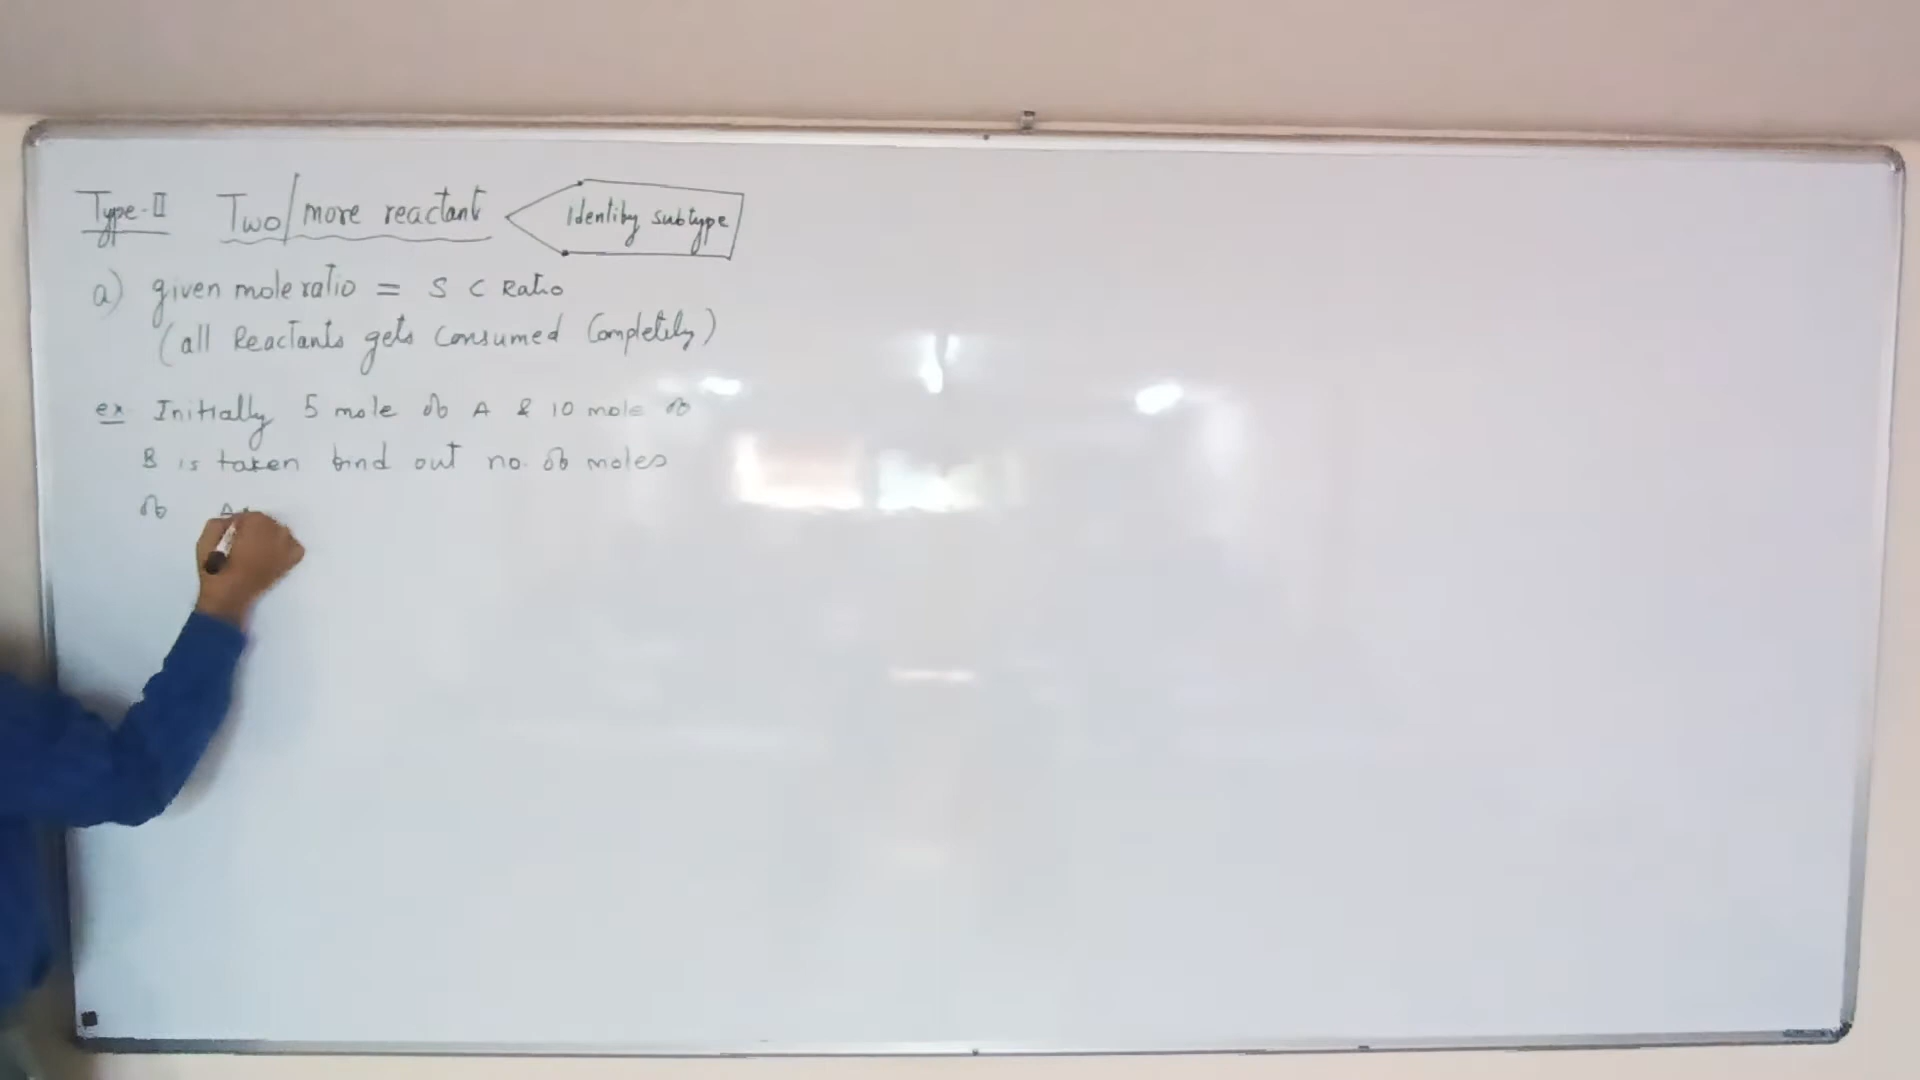 Type-II Two/more reactant Identify subtype
a) given mole ratio = S C Ratio
(all Reactants gets Consumed Completely)
ex. Initially 5 mole of A & 10 mole of
B is taken find out no. of moles
of A